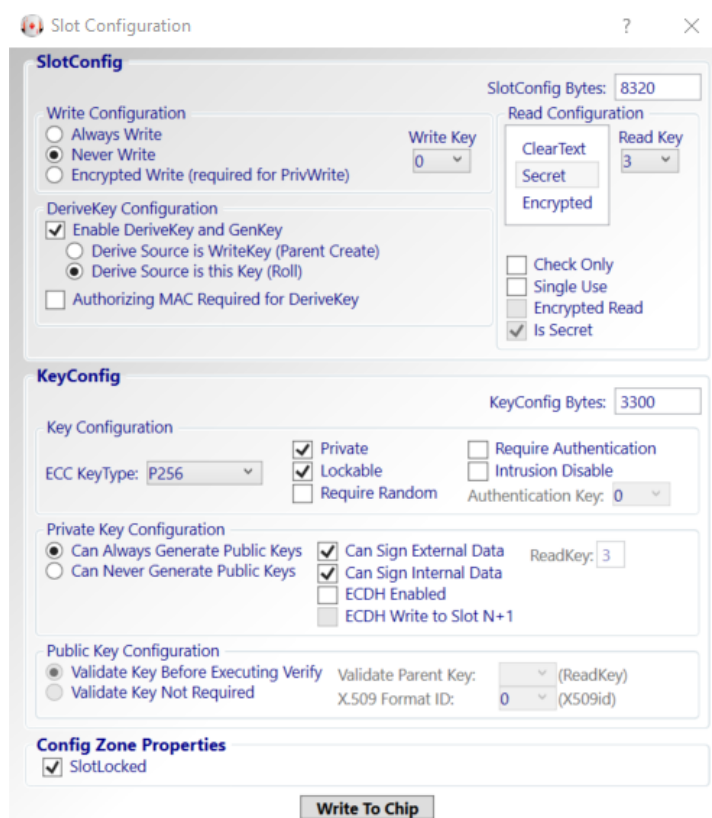 Slot Configuration ?
SlotConfig
SlotConfig Bytes: 8320
Write Configuration
Always Write
Never Write
Encrypted Write (required for PrivWrite)
Write Key
0
Read Configuration
ClearText
Secret
Encrypted
Read Key
3
Check Only
Single Use
Encrypted Read
Is Secret
DeriveKey Configuration
Enable DeriveKey and GenKey
Derive Source is WriteKey (Parent Create)
Derive Source is this Key (Roll)
Authorizing MAC Required for DeriveKey
KeyConfig
KeyConfig Bytes: 3300
Key Configuration
ECC KeyType: P256
Private
Lockable
Require Random
Require Authentication
Intrusion Disable
Authentication Key: 0
Private Key Configuration
Can Always Generate Public Keys
Can Never Generate Public Keys
Can Sign External Data
Can Sign Internal Data
ECDH Enabled
ECDH Write to Slot N+1
ReadKey: 3
Public Key Configuration
Validate Key Before Executing Verify
Validate Key Not Required
Validate Parent Key: (ReadKey)
X.509 Format ID: 0 (X509id)
Config Zone Properties
SlotLocked
Write To Chip